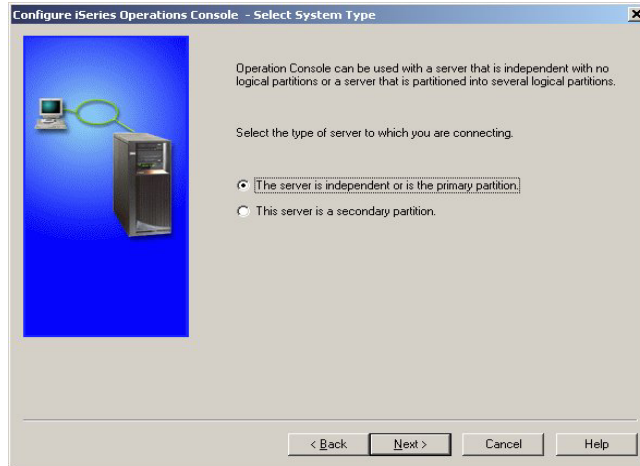 Configure iSeries Operations Console - Select System Type
Operation Console can be used with a server that is independent with no
logical partitions or a server that is partitioned into several logical partitions.
Select the type of server to which you are connecting.
The server is independent or is the primary partition.
This server is a secondary partition.
< Back
Next >
Cancel
Help